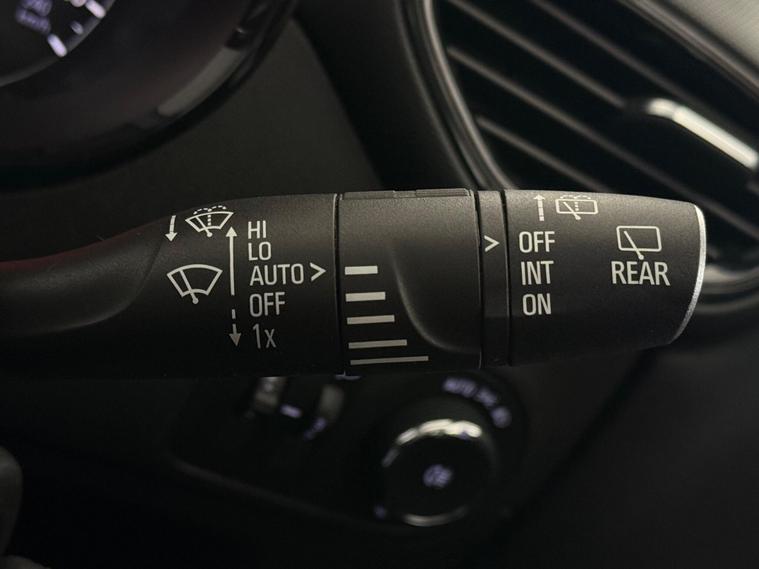 HI
LO
AUTO >
OFF
1x
>
OFF
INT
ON
REAR